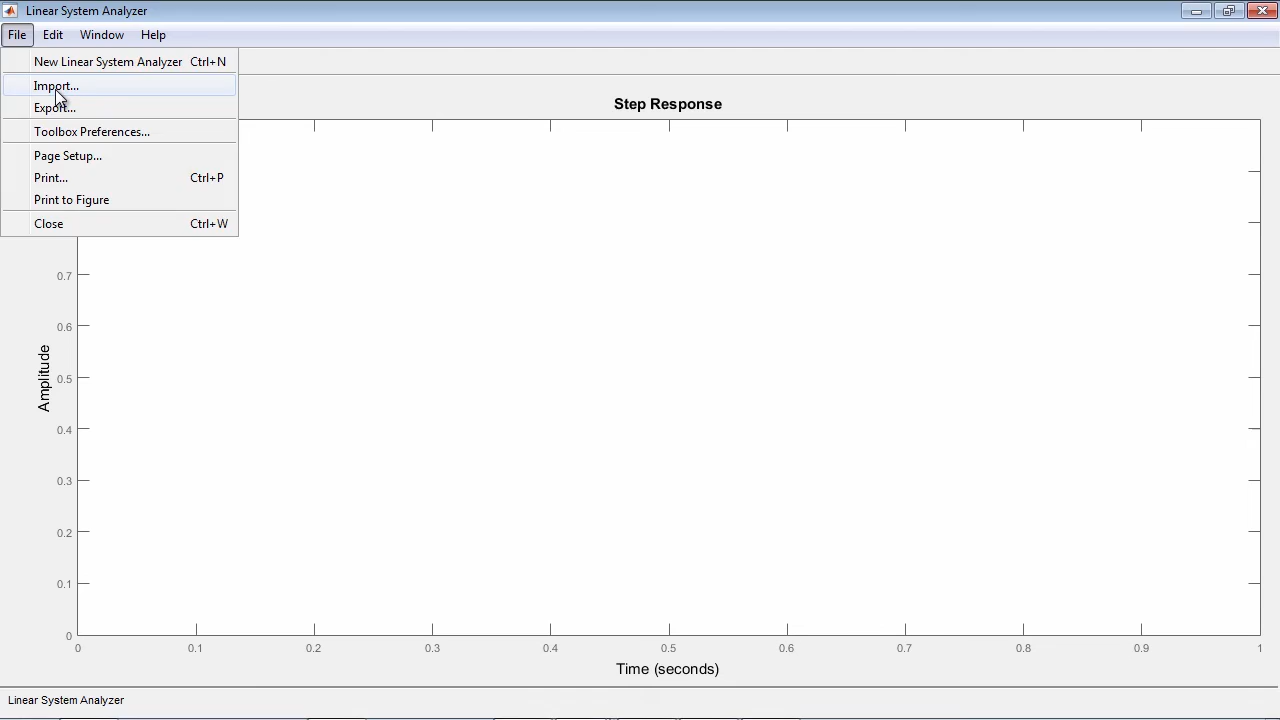 Linear System Analyzer
File Edit Window Help
New Linear System Analyzer Ctrl+N
Import...
Export...
Toolbox Preferences...
Page Setup...
Print... Ctrl+P
Print to Figure
Close Ctrl+W
Step Response
Amplitude
0.7
0.6
0.5
0.4
0.3
0.2
0.1
0
0 0.1 0.2 0.3 0.4 0.5 0.6 0.7 0.8 0.9 1
Time (seconds)
Linear System Analyzer